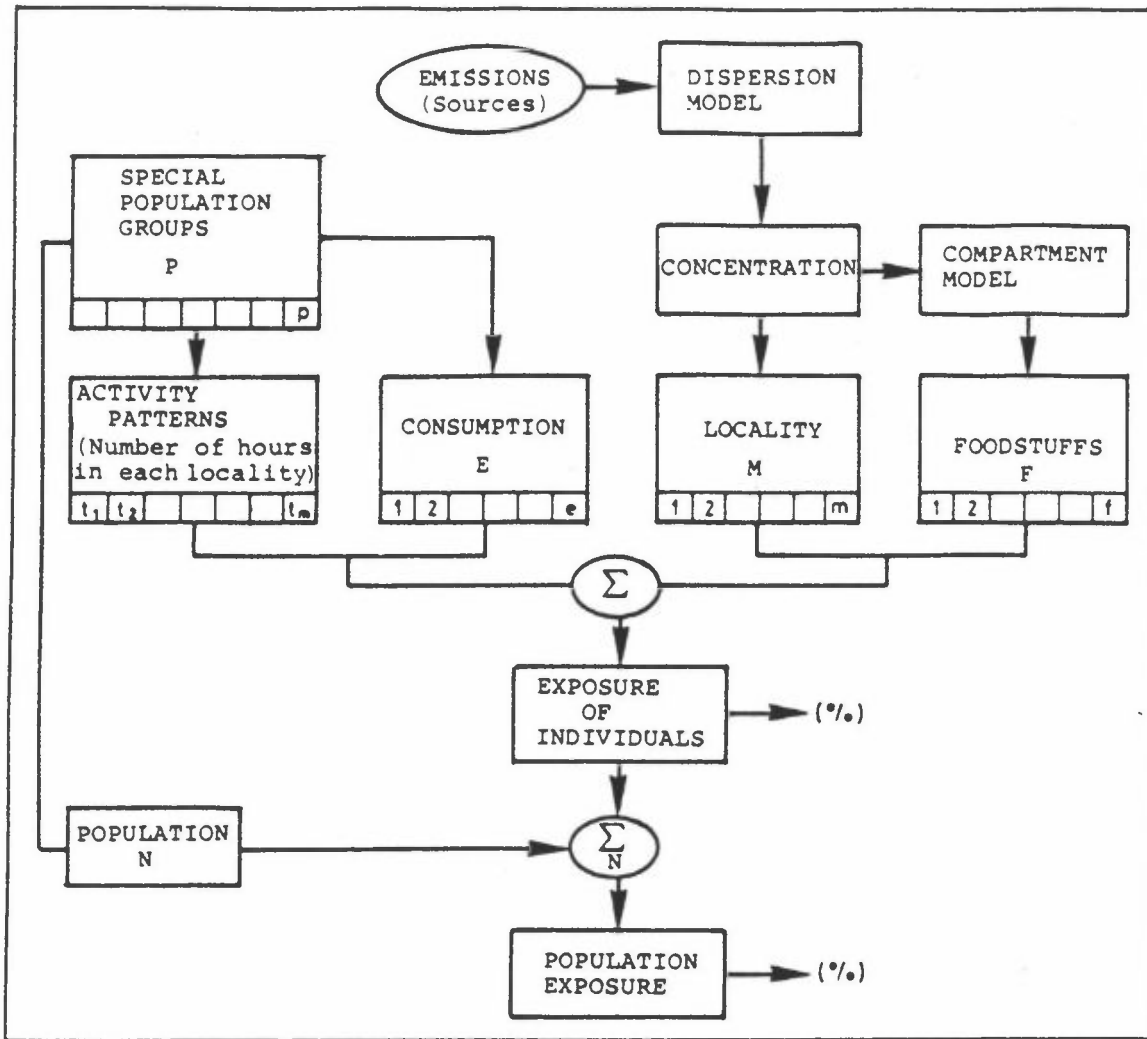 EMISSIONS
(Sources)
DISPERSION
MODEL
SPECIAL
POPULATION
GROUPS
P
p
CONCENTRATION
COMPARTMENT
MODEL
ACTIVITY
PATTERNS
(Number of hours
in each locality)
t₁ t₂ tₘ
CONSUMPTION
E
1 2 e
LOCALITY
M
1 2 m
FOODSTUFFS
F
1 2 f
Σ
EXPOSURE
OF
INDIVIDUALS
(%)
POPULATION
N
Σ
N
POPULATION
EXPOSURE
(%)